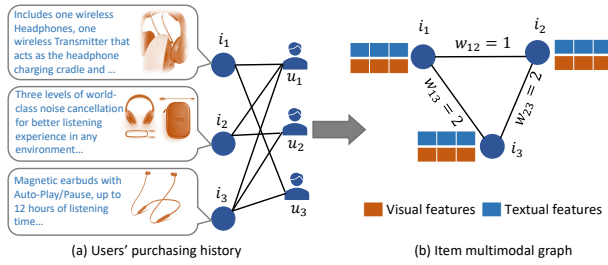 Includes one wireless
Headphones, one
wireless Transmitter that
acts as the headphone
charging cradle and …
i₁
u₁
Three levels of world-
class noise cancellation
for better listening
experience in any
environment…
i₂
u₂
Magnetic earbuds with
Auto-Play/Pause, up to
12 hours of listening
time…
i₃
u₃
(a) Users’ purchasing history
i₁
i₂
w₁₂ = 1
w₁₃ = 2
w₂₃ = 2
i₃
Visual features
Textual features
(b) Item multimodal graph